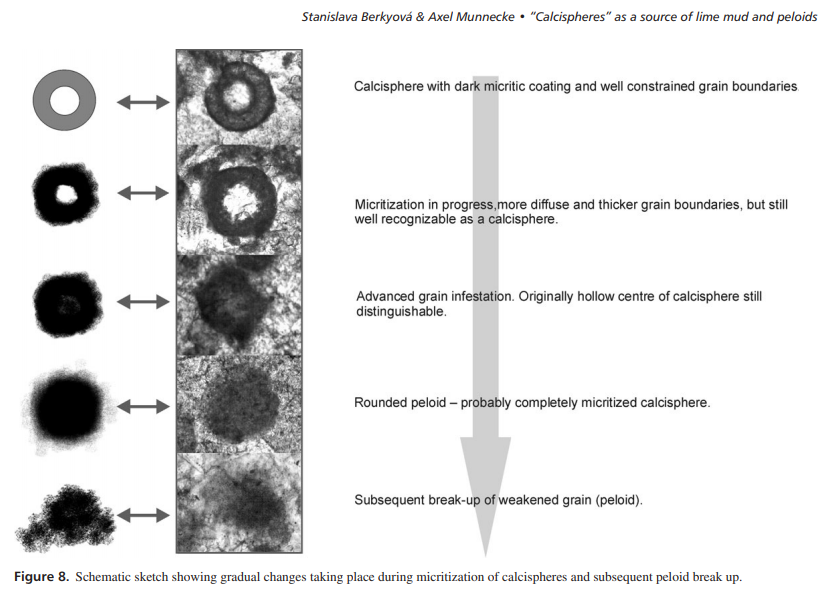 Stanislava Berkyová & Axel Munnecke • “Calcispheres” as a source of lime mud and peloids
Calcisphere with dark micritic coating and well constrained grain boundaries
Micritization in progress,more diffuse and thicker grain boundaries, but still
well recognizable as a calcisphere.
Advanced grain infestation. Originally hollow centre of calcisphere still
distinguishable.
Rounded peloid – probably completely micritized calcisphere.
Subsequent break-up of weakened grain (peloid).
Figure 8. Schematic sketch showing gradual changes taking place during micritization of calcispheres and subsequent peloid break up.